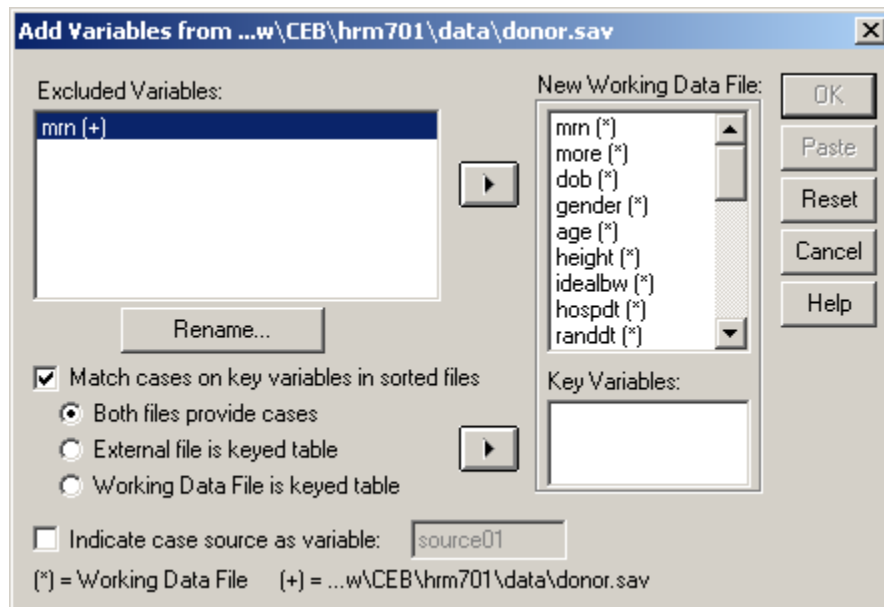 Add Variables from ...w\CEB\hrm701\data\donor.sav
Excluded Variables:
mrn (+)
Rename...
New Working Data File:
mrn (*)
more (*)
dob (*)
gender (*)
age (*)
height (*)
idealbw (*)
hospdt (*)
randdt (*)
OK
Paste
Reset
Cancel
Help
Match cases on key variables in sorted files
Both files provide cases
External file is keyed table
Working Data File is keyed table
Key Variables:
Indicate case source as variable: source01
(*) = Working Data File (+) = ...w\CEB\hrm701\data\donor.sav